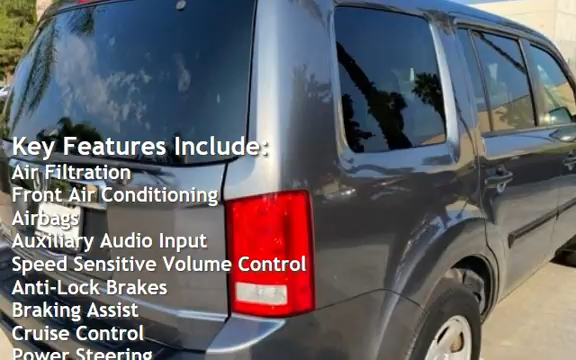 Key Features Include:
Air Filtration
Front Air Conditioning
Airbags
Auxiliary Audio Input
Speed Sensitive Volume Control
Anti-Lock Brakes
Braking Assist
Cruise Control
Power Steering